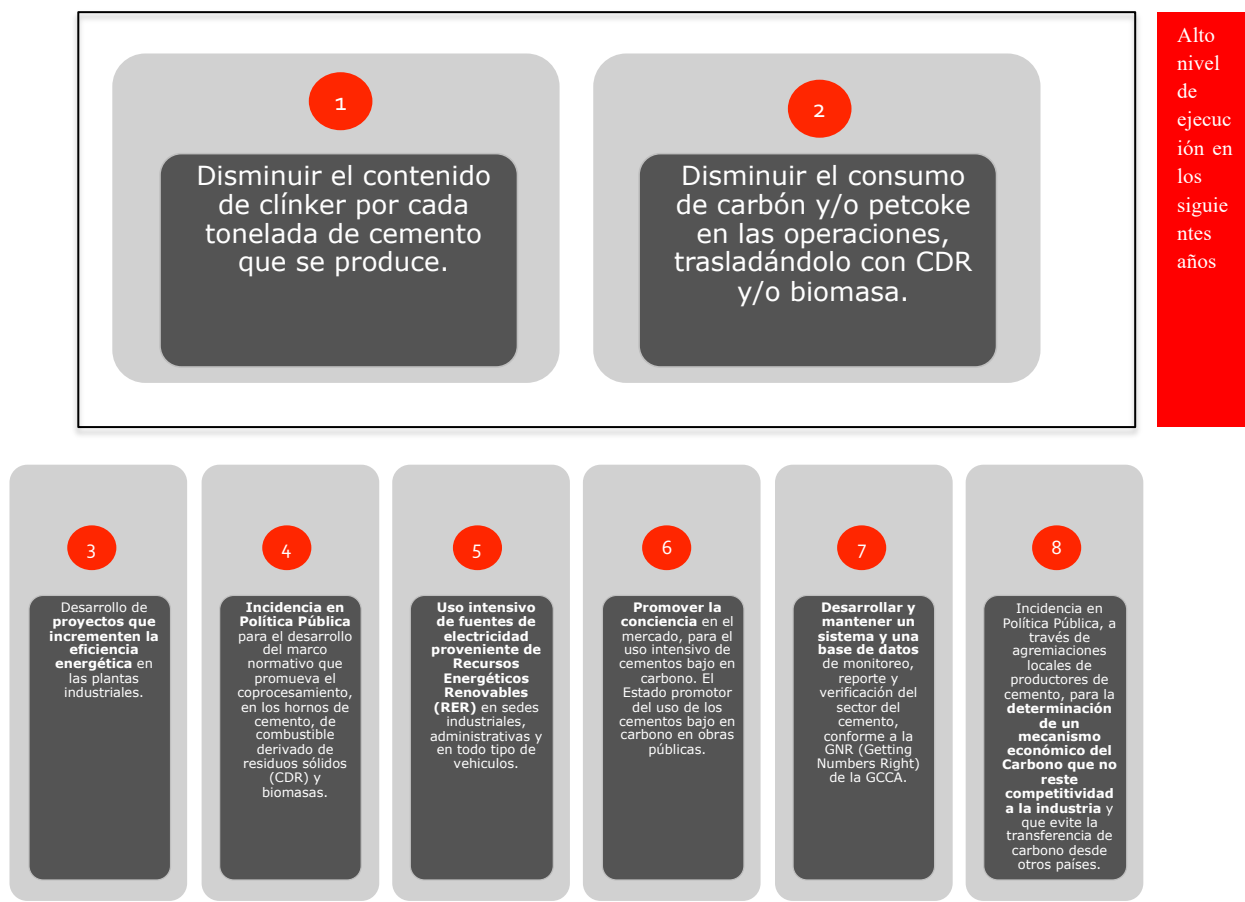 1
Disminuir el contenido
de clínker por cada
tonelada de cemento
que se produce.
2
Disminuir el consumo
de carbón y/o petcoke
en las operaciones,
trasladándolo con CDR
y/o biomasa.
Alto
nivel
de
ejecuc
ión en
los
siguie
ntes
años
3
Desarrollo de
proyectos que
incrementen la
eficiencia
energética en
las plantas
industriales.
4
Incidencia en
Política Pública
para el desarrollo
del marco
normativo que
promueva el
coprocesamiento,
en los hornos de
cemento, de
combustible
derivado de
residuos sólidos
(CDR) y
biomasas.
5
Uso intensivo
de fuentes de
electricidad
proveniente de
Recursos
Energéticos
Renovables
(RER) en sedes
industriales,
administrativas y
en todo tipo de
vehiculos.
6
Promover la
conciencia en el
mercado, para el
uso intensivo de
cementos bajo en
carbono. El
Estado promotor
del uso de los
cementos bajo en
carbono en obras
públicas.
7
Desarrollar y
mantener un
sistema y una
base de datos
de monitoreo,
reporte y
verificación del
sector del
cemento,
conforme a la
GNR (Getting
Numbers Right)
de la GCCA.
8
Incidencia en
Política Pública, a
través de
agremiaciones
locales de
productores de
cemento, para la
determinación
de un
mecanismo
económico del
Carbono que no
reste
competitividad
a la industria y
que evite la
transferencia de
carbono desde
otros países.